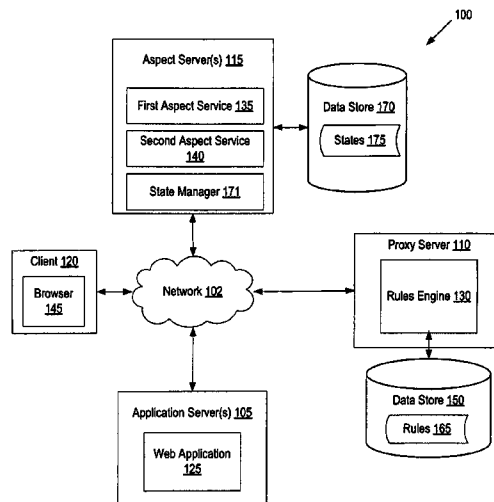 100
Aspect Server(s) 115
First Aspect Service 135
Second Aspect Service
140
State Manager 171
Data Store 170
States 175
Client 120
Browser
145
Network 102
Proxy Server 110
Rules Engine 130
Data Store 150
Rules 165
Application Server(s) 105
Web Application
125